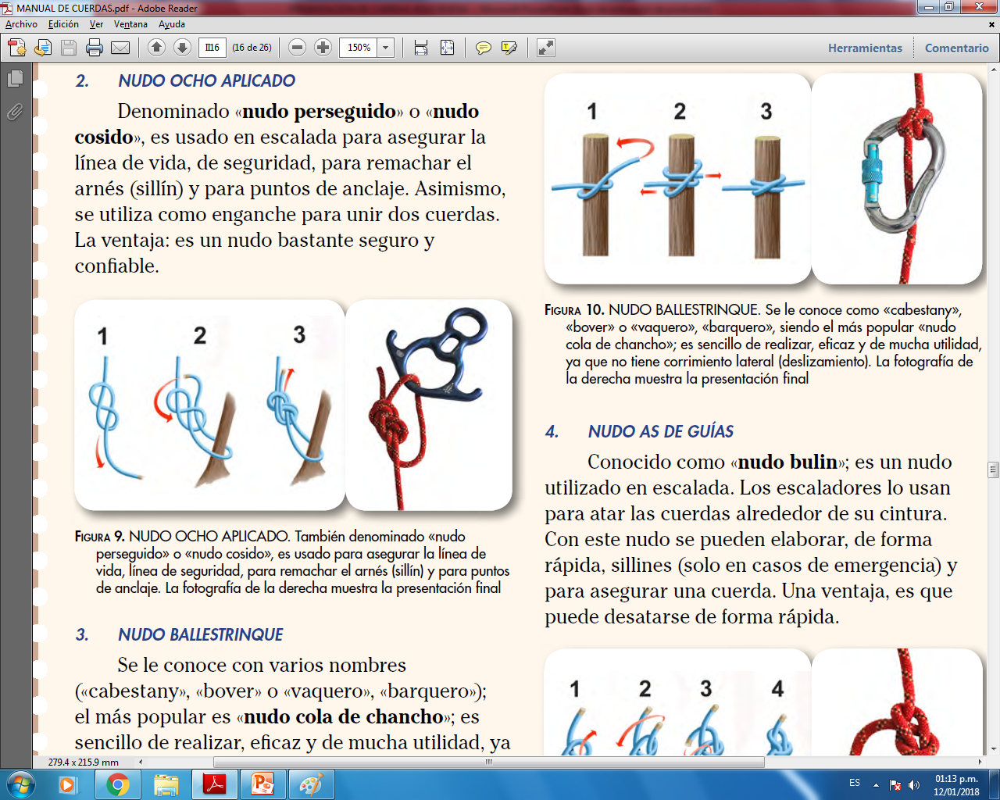 MANUAL DE CUERDAS.pdf - Adobe Reader
Archivo Edición Ver Ventana Ayuda
II16 (16 de 26) 150% Herramientas Comentario
2. NUDO OCHO APLICADO
Denominado «nudo perseguido» o «nudo
cosido», es usado en escalada para asegurar la
línea de vida, de seguridad, para remachar el
arnés (sillín) y para puntos de anclaje. Asimismo,
se utiliza como enganche para unir dos cuerdas.
La ventaja: es un nudo bastante seguro y
confiable.
1 2 3
FIGURA 9. NUDO OCHO APLICADO. También denominado «nudo
perseguido» o «nudo cosido», es usado para asegurar la línea de
vida, línea de seguridad, para remachar el arnés (sillín) y para puntos
de anclaje. La fotografía de la derecha muestra la presentación final
3. NUDO BALLESTRINQUE
Se le conoce con varios nombres
(«cabestany», «bover» o «vaquero», «barquero»);
el más popular es «nudo cola de chancho»; es
sencillo de realizar, eficaz y de mucha utilidad, ya
1 2 3
FIGURA 10. NUDO BALLESTRINQUE. Se le conoce como «cabestany»,
«bover» o «vaquero», «barquero», siendo el más popular «nudo
cola de chancho»; es sencillo de realizar, eficaz y de mucha utilidad,
ya que no tiene corrimiento lateral (deslizamiento). La fotografía de
la derecha muestra la presentación final
4. NUDO AS DE GUÍAS
Conocido como «nudo bulin»; es un nudo
utilizado en escalada. Los escaladores lo usan
para atar las cuerdas alrededor de su cintura.
Con este nudo se pueden elaborar, de forma
rápida, sillines (solo en casos de emergencia) y
para asegurar una cuerda. Una ventaja, es que
puede desatarse de forma rápida.
1 2 3 4
279.4 x 215.9 mm
ES 01:13 p.m.
12/01/2018